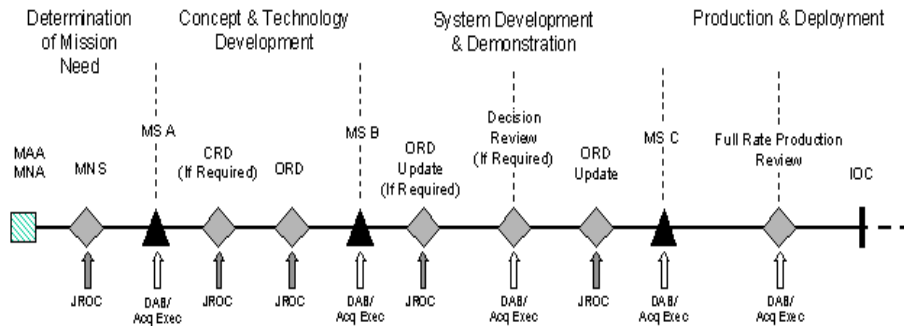 Determination
of Mission
Need
Concept & Technology
Development
System Development
& Demonstration
Production & Deployment
MAA
MNA
MNS
MS A
CRD
(If Required)
ORD
MS B
ORD
Update
(If Required)
Decision
Review
(If Required)
ORD
Update
MS C
Full Rate Production
Review
IOC
JROC
DAB/
Acq Exec
JROC
JROC
DAB/
Acq Exec
JROC
DAB/
Acq Exec
JROC
DAB/
Acq Exec
DAB/
Acq Exec